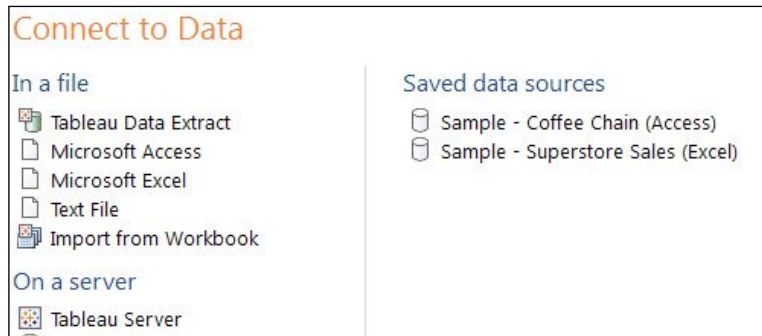 Connect to Data
In a file
Tableau Data Extract
Microsoft Access
Microsoft Excel
Text File
Import from Workbook
On a server
Tableau Server
Saved data sources
Sample - Coffee Chain (Access)
Sample - Superstore Sales (Excel)